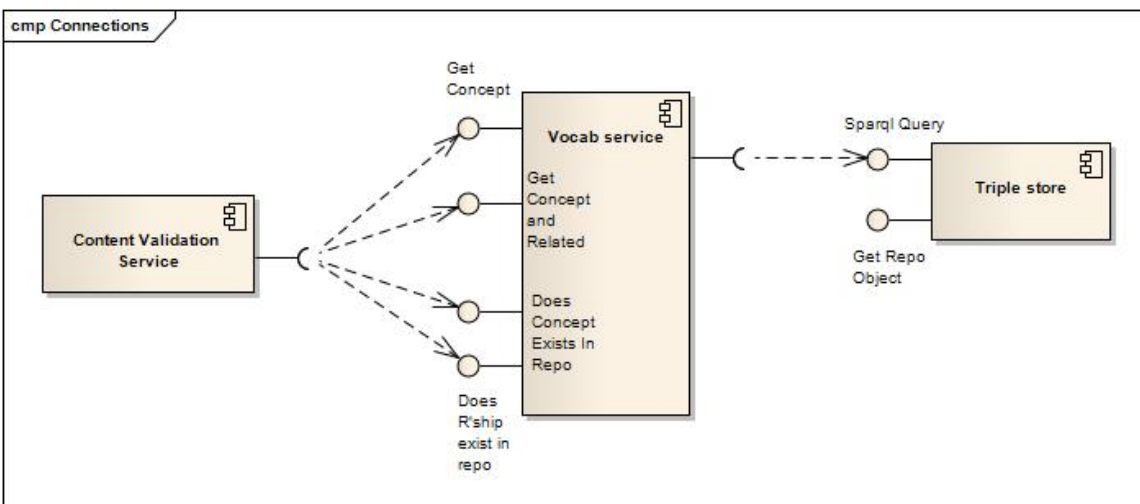 cmp Connections
Get
Concept
Vocab service
Sparql Query
Get
Concept
and
Related
Triple store
Content Validation
Service
Get Repo
Object
Does
Concept
Exists In
Repo
Does
R'ship
exist in
repo